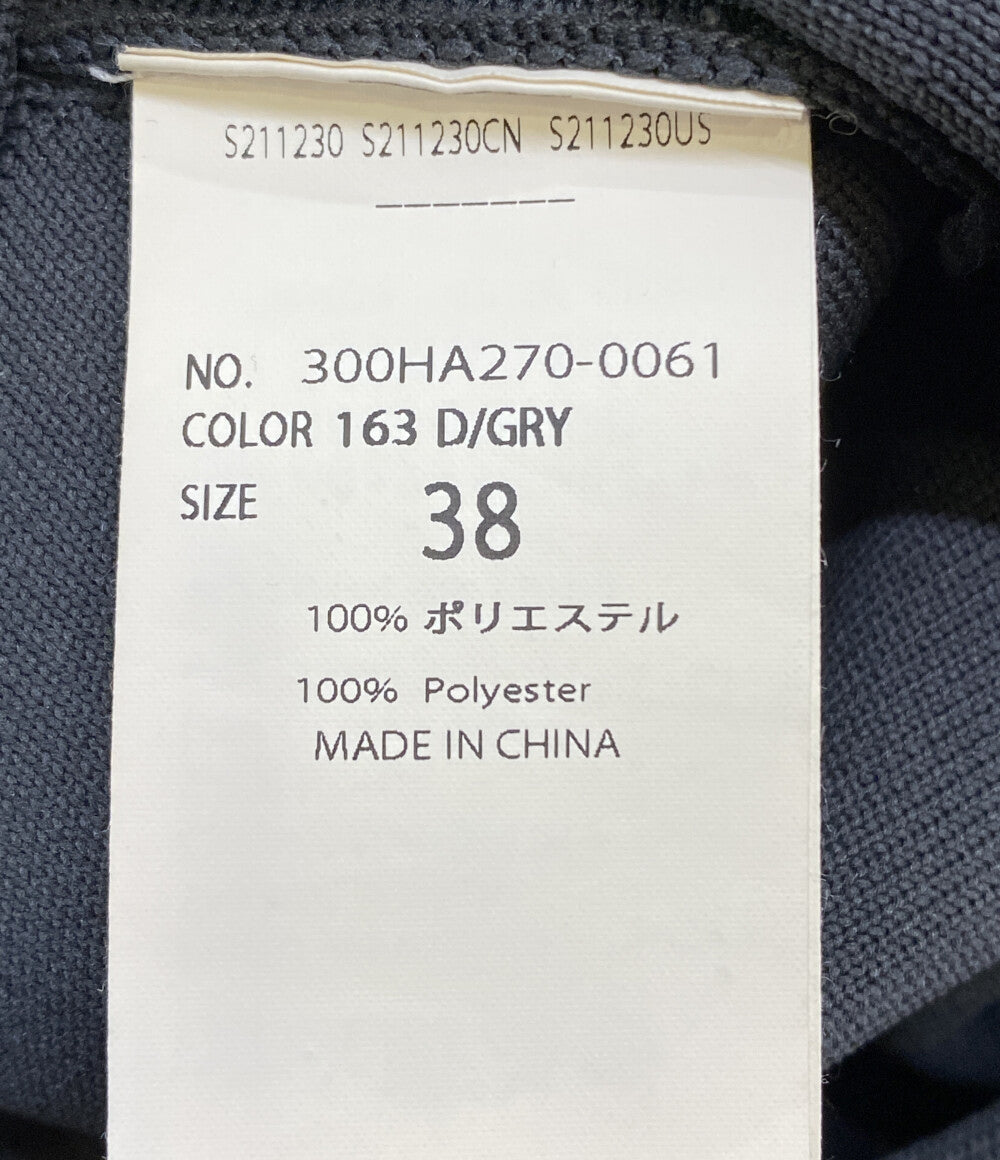 S211230 S211230CN S211230US
_______
NO. 300HA270-0061
COLOR 163 D/GRY
SIZE 38
100% ポリエステル
100% Polyester
MADE IN CHINA